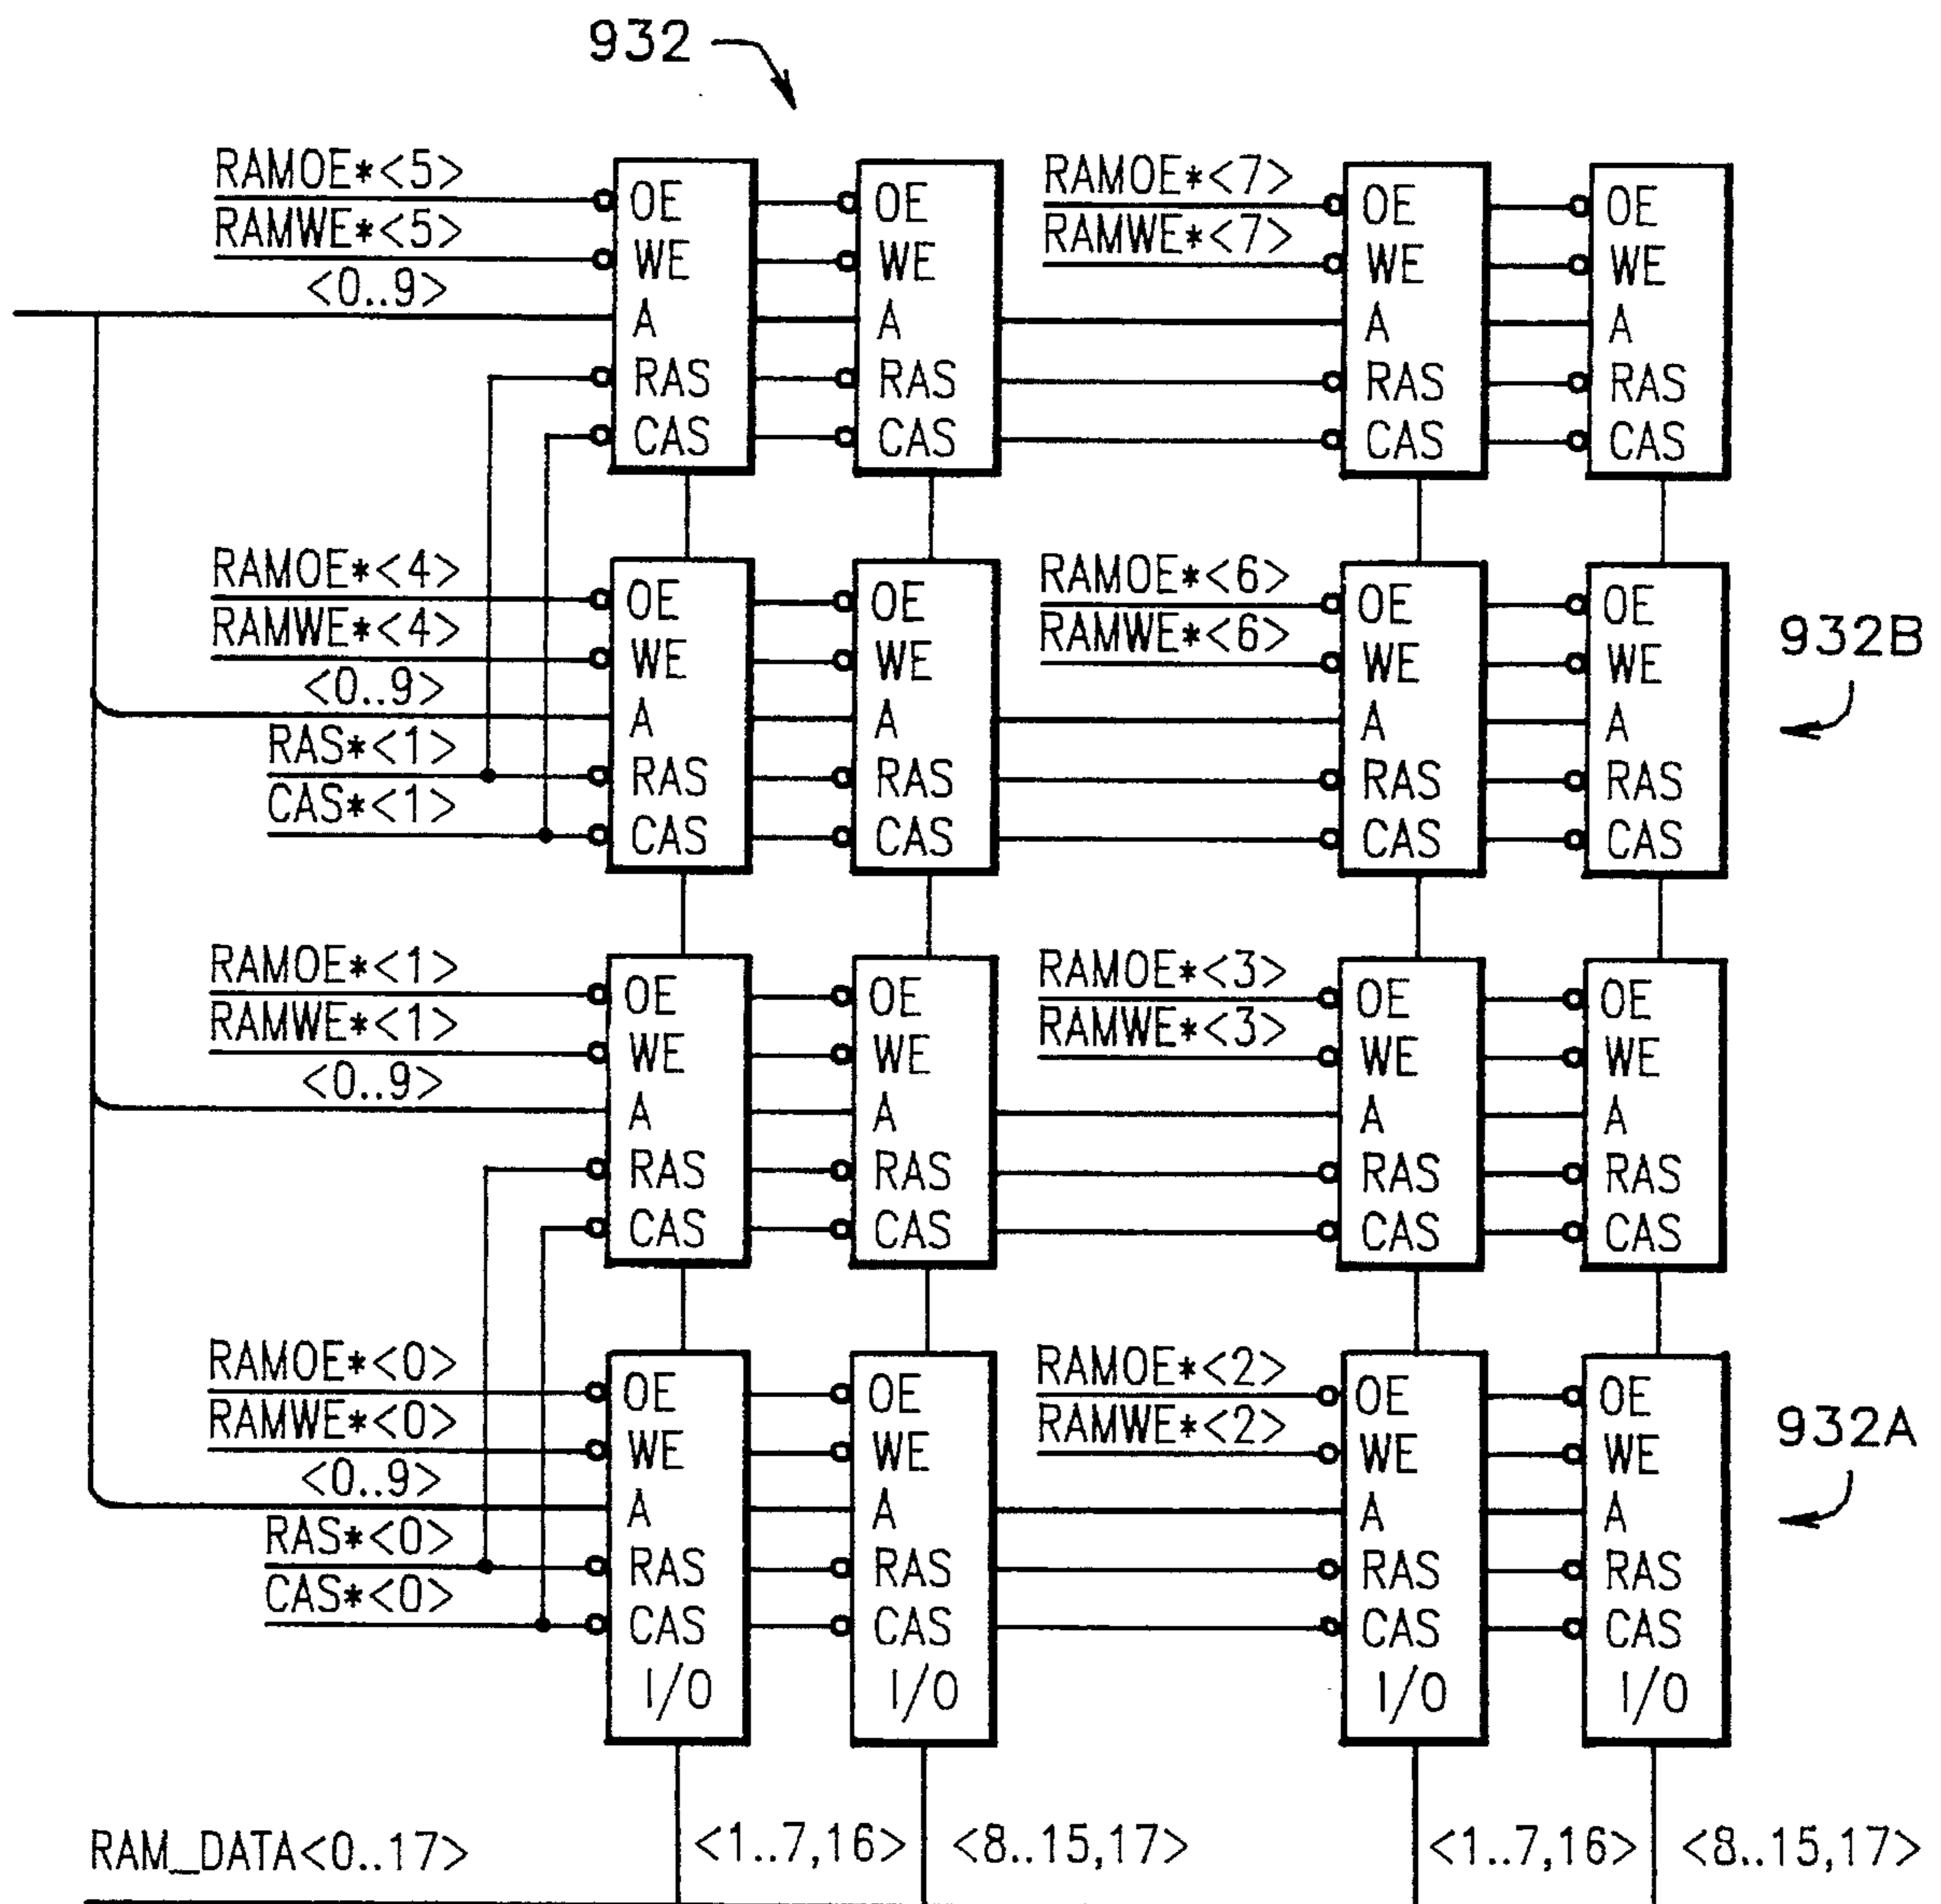 932
RAMOE*<5>
RAMWE*<5>
<0..9>
OE
WE
A
RAS
CAS
OE
WE
A
RAS
CAS
RAMOE*<7>
RAMWE*<7>
OE
WE
A
RAS
CAS
OE
WE
A
RAS
CAS
RAMOE*<4>
RAMWE*<4>
<0..9>
RAS*<1>
CAS*<1>
OE
WE
A
RAS
CAS
OE
WE
A
RAS
CAS
RAMOE*<6>
RAMWE*<6>
OE
WE
A
RAS
CAS
OE
WE
A
RAS
CAS
932B
RAMOE*<1>
RAMWE*<1>
<0..9>
OE
WE
A
RAS
CAS
OE
WE
A
RAS
CAS
RAMOE*<3>
RAMWE*<3>
OE
WE
A
RAS
CAS
OE
WE
A
RAS
CAS
RAMOE*<0>
RAMWE*<0>
<0..9>
RAS*<0>
CAS*<0>
OE
WE
A
RAS
CAS
I/O
OE
WE
A
RAS
CAS
I/O
RAMOE*<2>
RAMWE*<2>
OE
WE
A
RAS
CAS
I/O
OE
WE
A
RAS
CAS
I/O
932A
RAM_DATA<0..17>
<1..7,16>
<8..15,17>
<1..7,16>
<8..15,17>